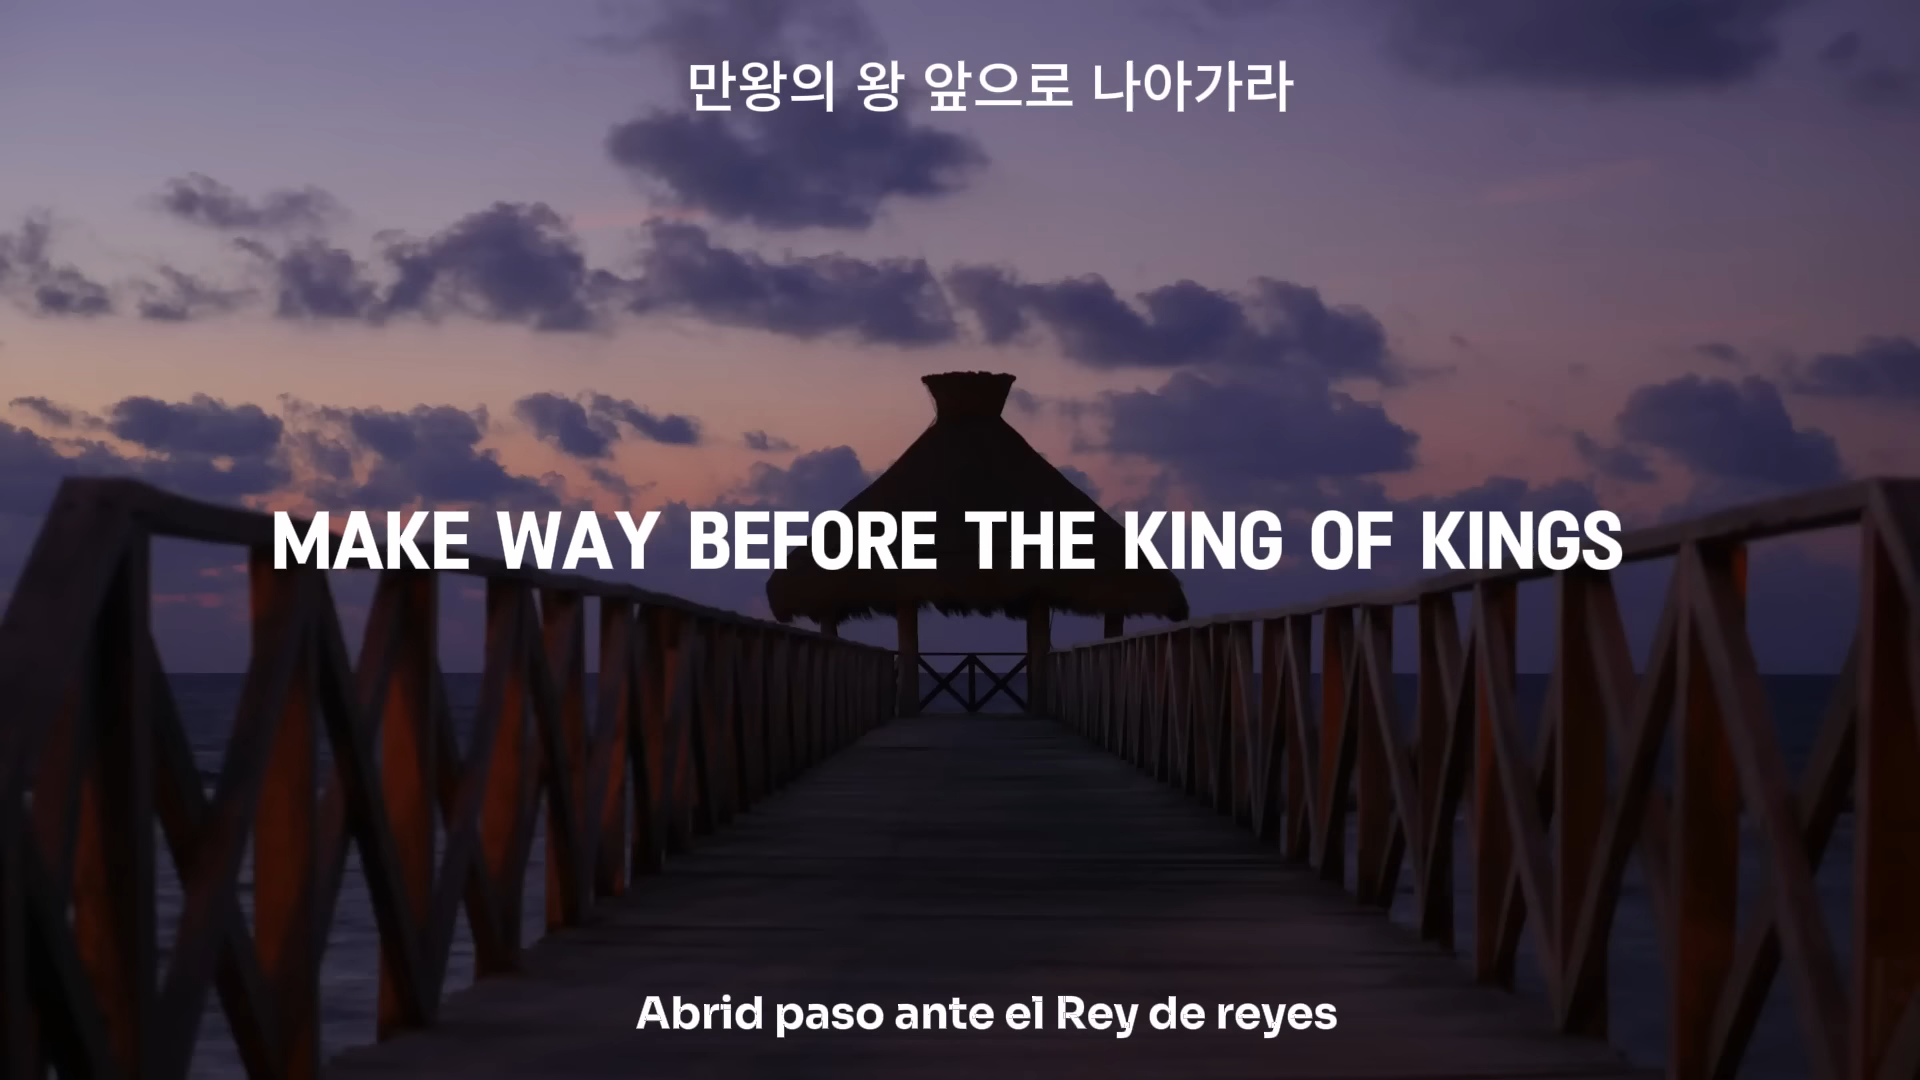 만왕의 왕 앞으로 나아가라
MAKE WAY BEFORE THE KING OF KINGS
Abrid paso ante el Rey de reyes